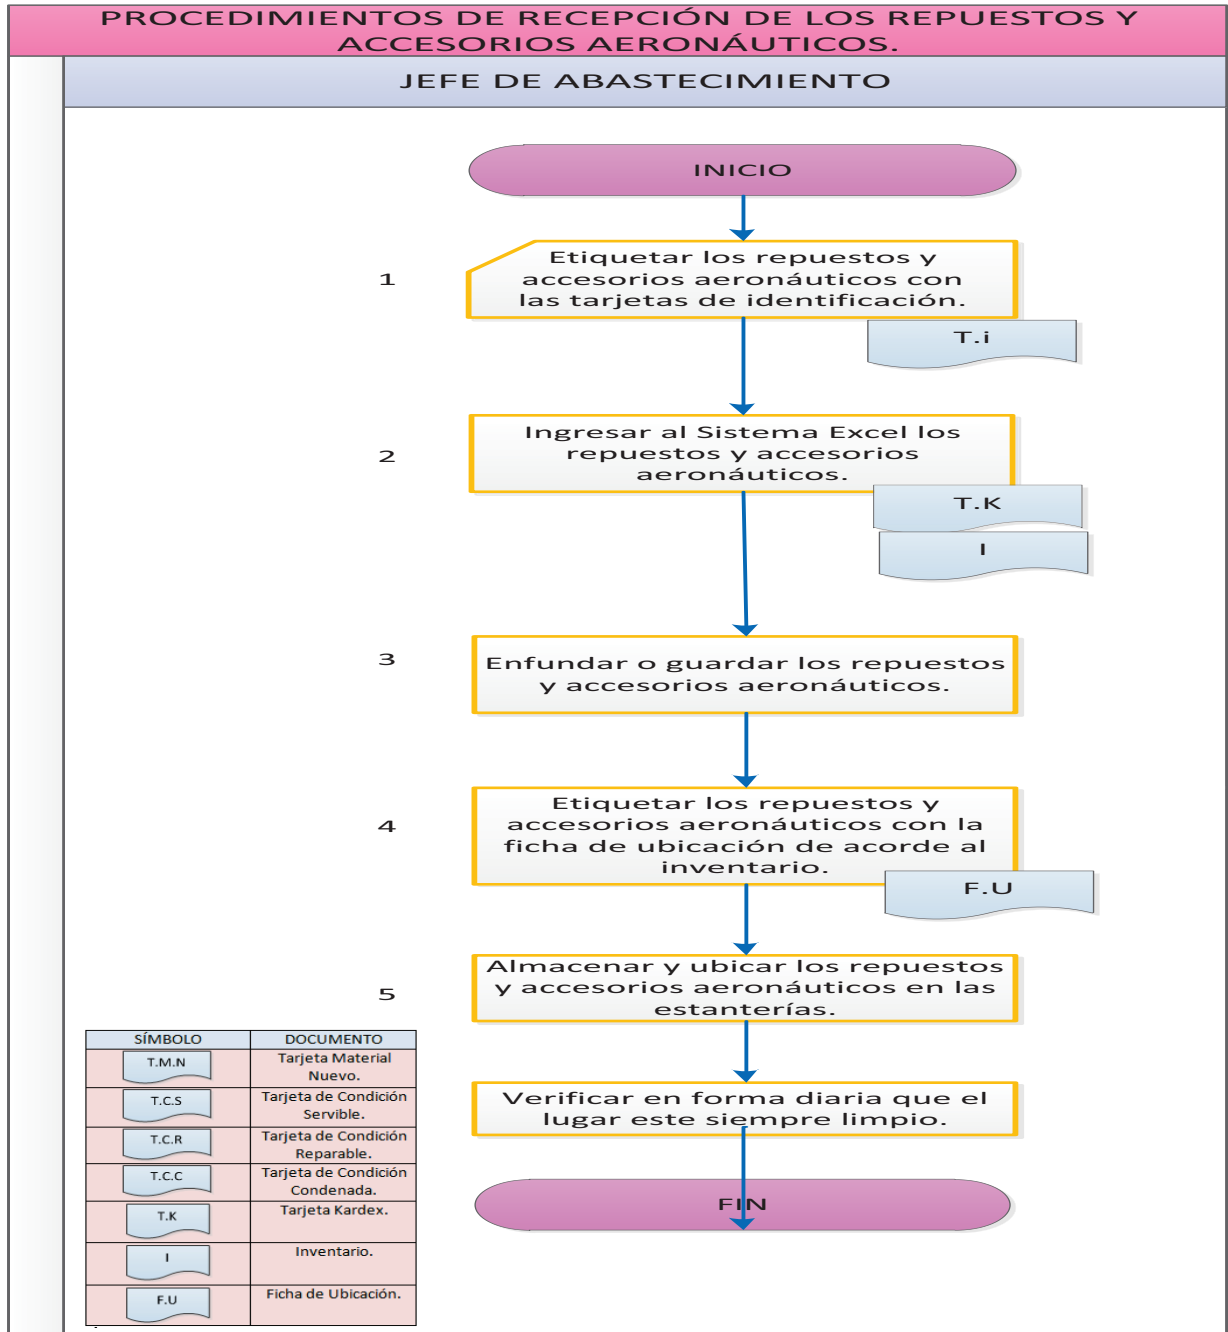 PROCEDIMIENTOS DE RECEPCIÓN DE LOS REPUESTOS Y
ACCESORIOS AERONÁUTICOS.
JEFE DE ABASTECIMIENTO
INICIO
1
Etiquetar los repuestos y
accesorios aeronáuticos con
las tarjetas de identificación.
T.i
2
Ingresar al Sistema Excel los
repuestos y accesorios
aeronáuticos.
T.K
I
3
Enfundar o guardar los repuestos
y accesorios aeronáuticos.
4
Etiquetar los repuestos y
accesorios aeronáuticos con la
ficha de ubicación de acorde al
inventario.
F.U
5
Almacenar y ubicar los repuestos
y accesorios aeronáuticos en las
estanterías.
Verificar en forma diaria que el
lugar este siempre limpio.
FIN
SÍMBOLO DOCUMENTO
T.M.N Tarjeta Material
Nuevo.
T.C.S Tarjeta de Condición
Servible.
T.C.R Tarjeta de Condición
Reparable.
T.C.C Tarjeta de Condición
Condenada.
T.K Tarjeta Kardex.
I Inventario.
F.U Ficha de Ubicación.